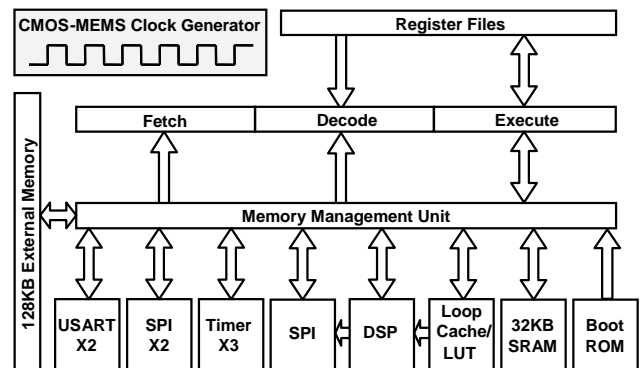 CMOS-MEMS Clock Generator
Register Files
Fetch
Decode
Execute
128KB External Memory
Memory Management Unit
USART
X2
SPI
X2
Timer
X3
SPI
DSP
Loop
Cache/
LUT
32KB
SRAM
Boot
ROM